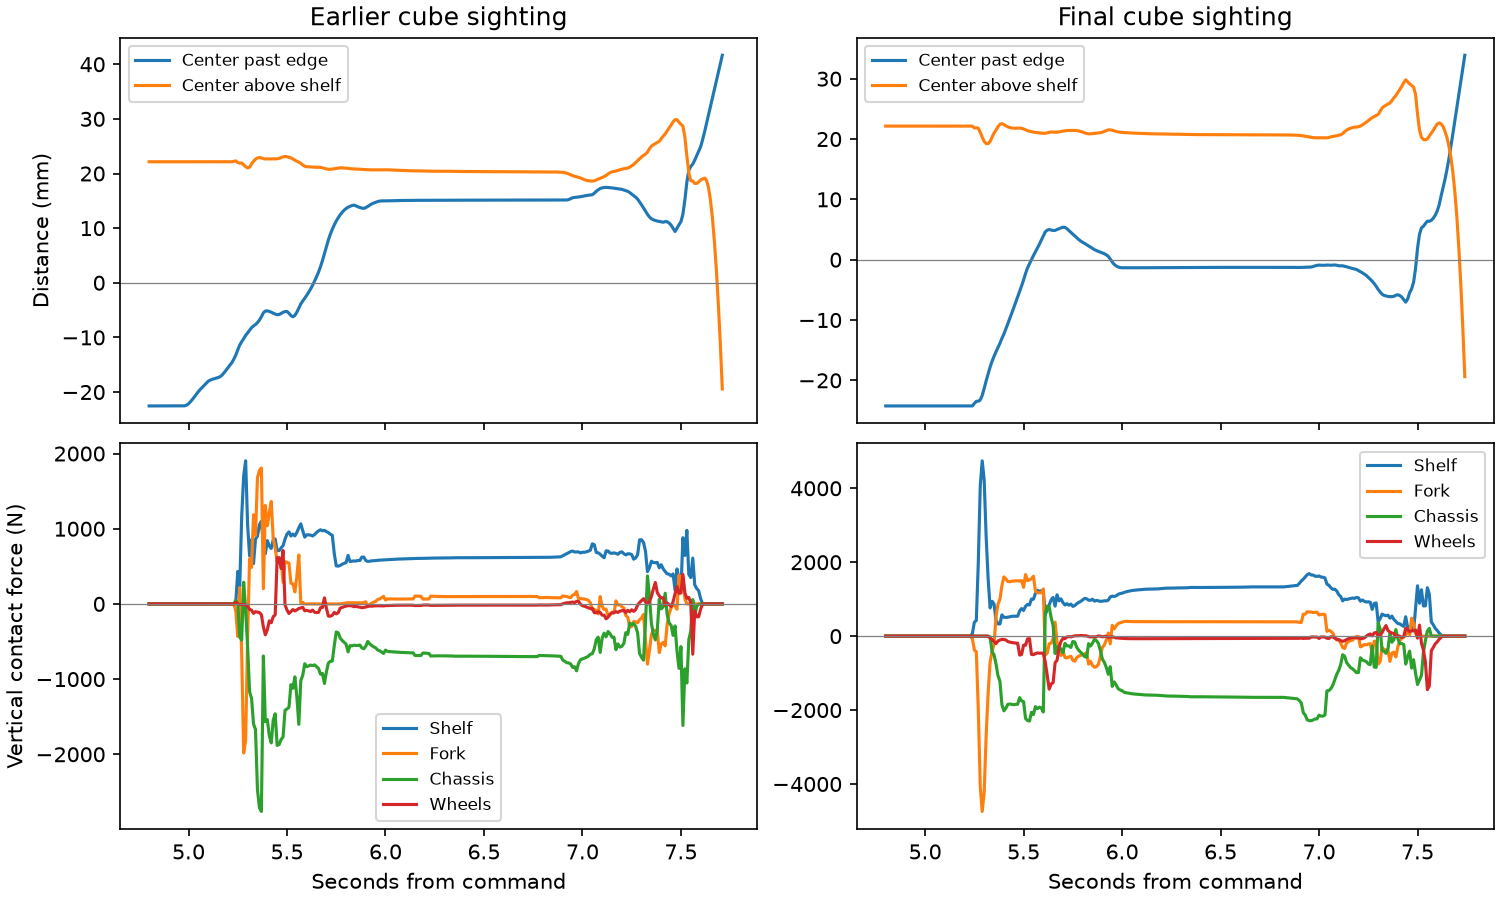 Earlier cube sighting
Final cube sighting
Distance (mm)
40
30
20
10
0
−10
−20
Center past edge
Center above shelf
30
20
10
0
−10
−20
Center past edge
Center above shelf
Vertical contact force (N)
2000
1000
0
−1000
−2000
Shelf
Fork
Chassis
Wheels
5.0 5.5 6.0 6.5 7.0 7.5
Seconds from command
4000
2000
0
−2000
−4000
Shelf
Fork
Chassis
Wheels
5.0 5.5 6.0 6.5 7.0 7.5
Seconds from command